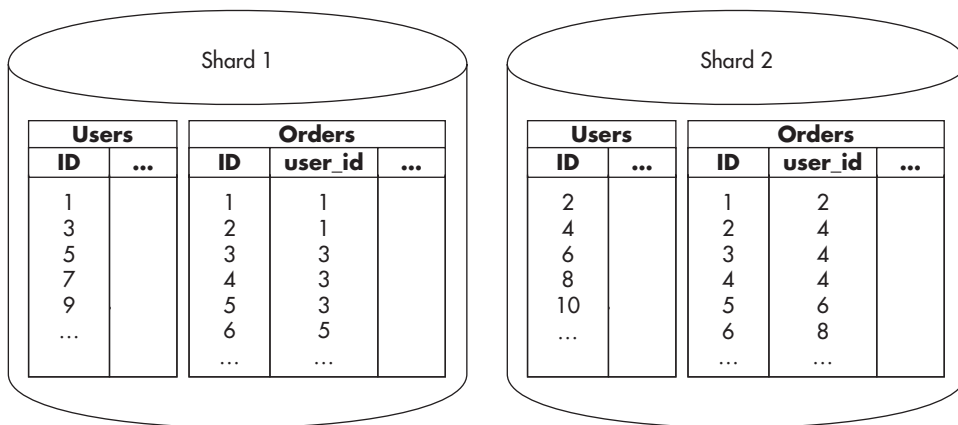 Shard 1
Users
ID ...
1
3
5
7
9
...
Orders
ID user_id ...
1 1
2 1
3 3
4 3
5 3
6 5
... ...
Shard 2
Users
ID ...
2
4
6
8
10
...
Orders
ID user_id ...
1 2
2 4
3 4
4 4
5 6
6 8
... ...